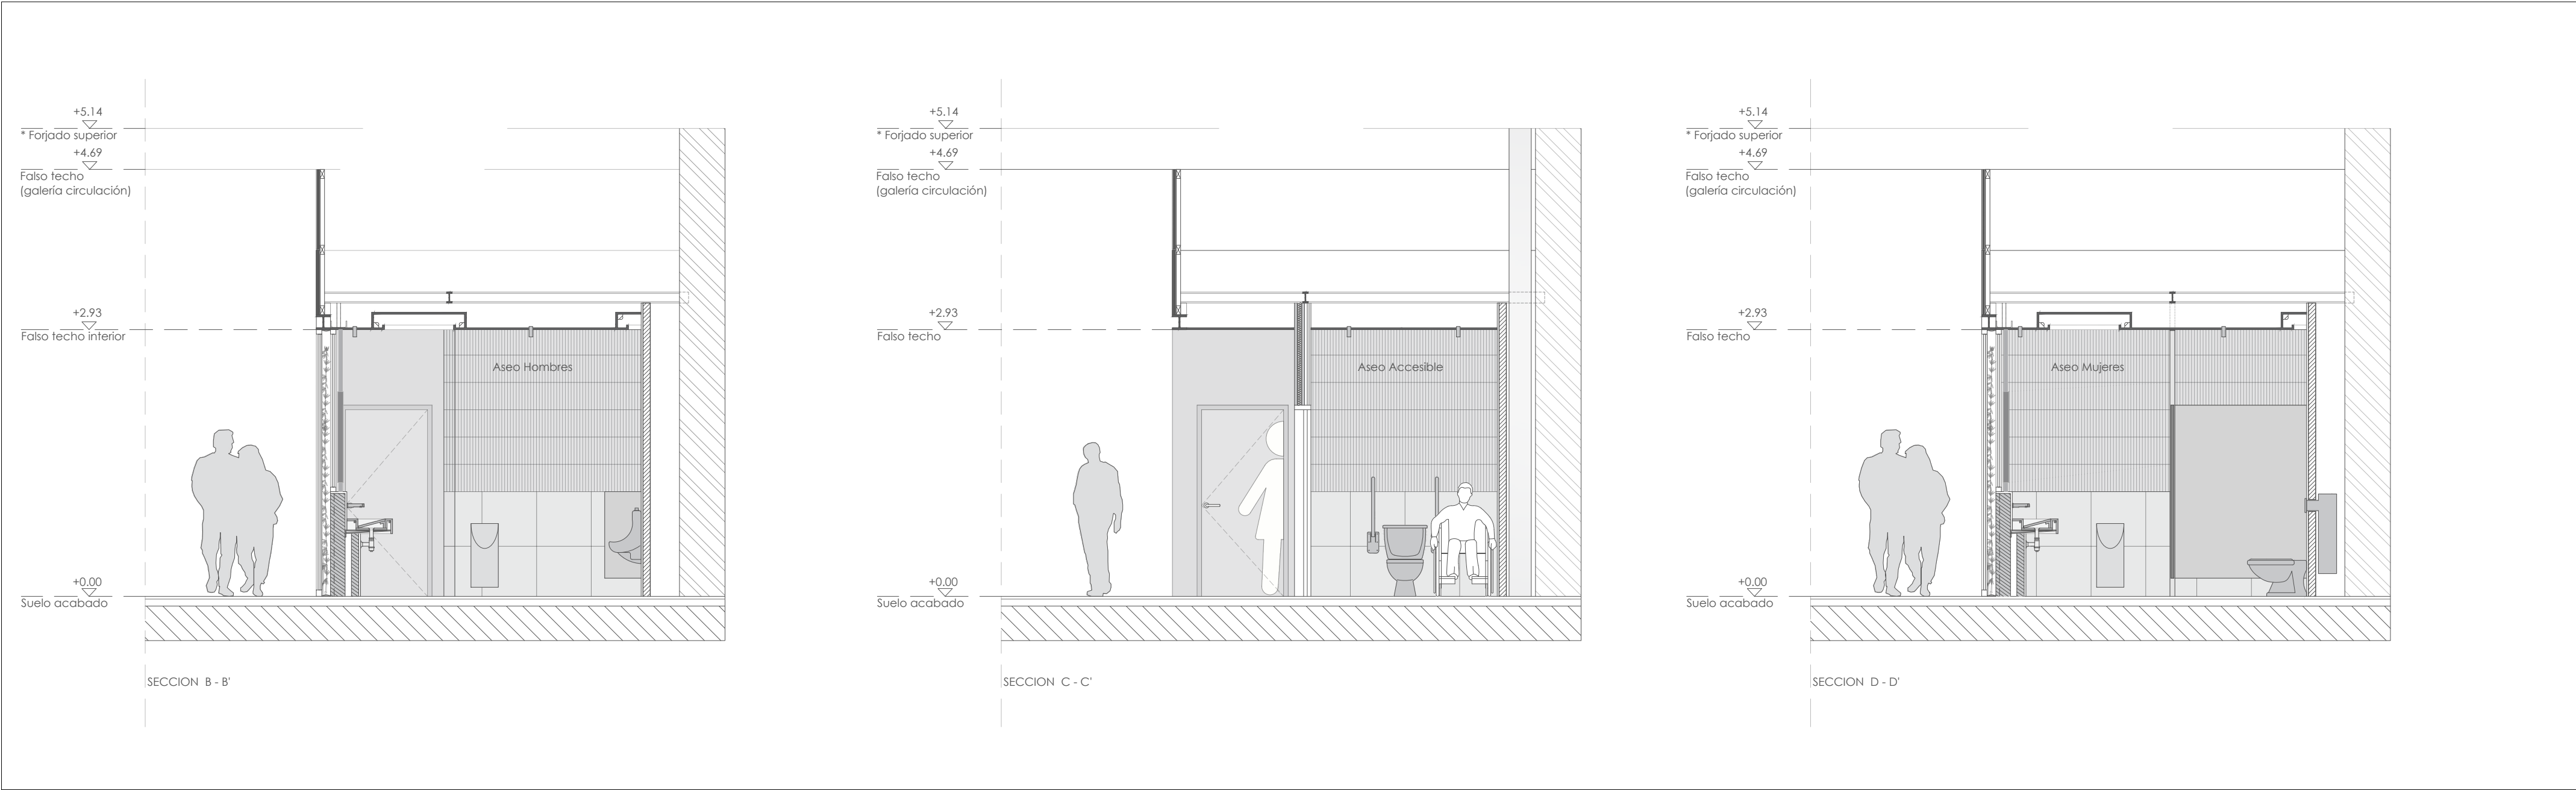 +5.14
* Forjado superior
+4.69
Falso techo
(galería circulación)
+2.93
Falso techo interior
Aseo Hombres
+0.00
Suelo acabado
SECCION B - B'
+5.14
* Forjado superior
+4.69
Falso techo
(galería circulación)
+2.93
Falso techo
Aseo Accesible
+0.00
Suelo acabado
SECCION C - C'
+5.14
* Forjado superior
+4.69
Falso techo
(galería circulación)
+2.93
Falso techo
Aseo Mujeres
+0.00
Suelo acabado
SECCION D - D'